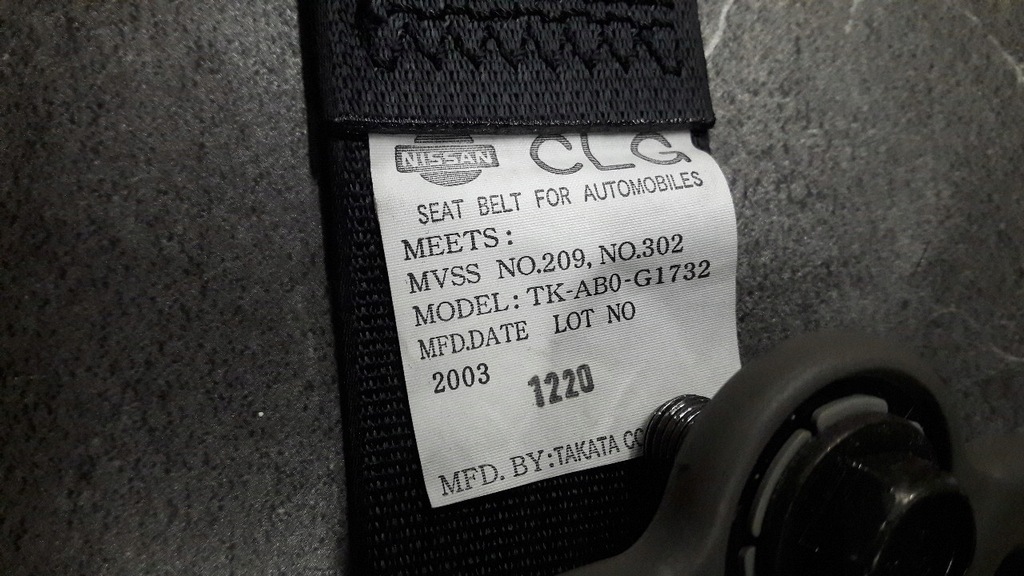 NISSAN CLG
SEAT BELT FOR AUTOMOBILES
MEETS:
MVSS NO.209, NO.302
MODEL: TK-AB0-G1732
MFD.DATE LOT NO
2003 1220
MFD. BY:TAKATA